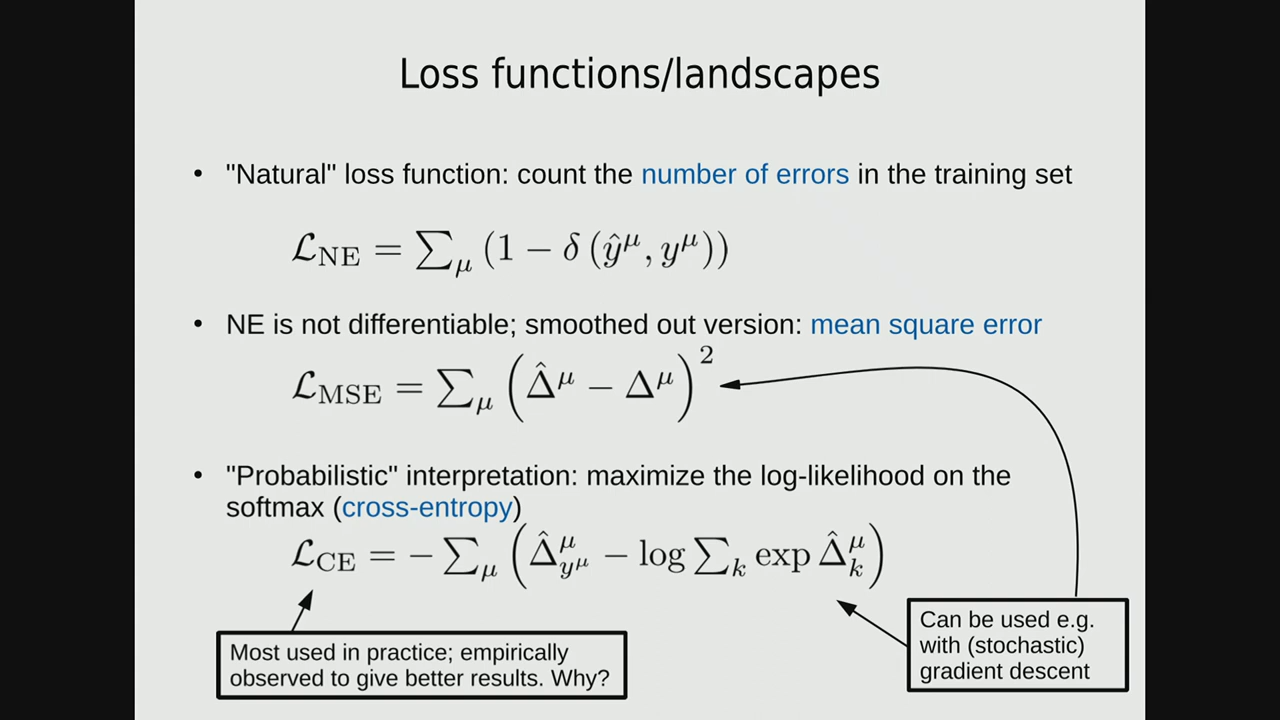 Loss functions/landscapes
• "Natural" loss function: count the number of errors in the training set
ℒ_NE = ∑_μ (1 − δ (ŷ^μ, y^μ))
• NE is not differentiable; smoothed out version: mean square error
ℒ_MSE = ∑_μ (Δ̂^μ − Δ^μ)^2
• "Probabilistic" interpretation: maximize the log-likelihood on the
softmax (cross-entropy)
ℒ_CE = − ∑_μ (Δ̂^μ_{y^μ} − log ∑_k exp Δ̂^μ_k)
Most used in practice; empirically
observed to give better results. Why?
Can be used e.g.
with (stochastic)
gradient descent